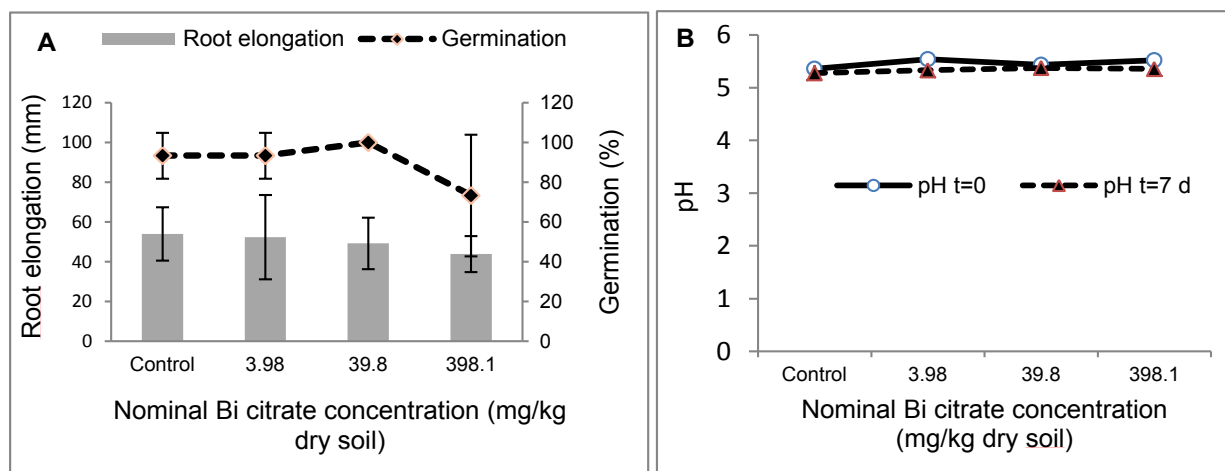 A
Root elongation
Germination
Root elongation (mm)
120
100
80
60
40
20
0
120
100
80
60
40
20
0
Germination (%)
Control
3.98
39.8
398.1
Nominal Bi citrate concentration (mg/kg
dry soil)
B
pH
6
5
4
3
2
1
0
pH t=0
pH t=7 d
Control
3.98
39.8
398.1
Nominal Bi citrate concentration
(mg/kg dry soil)